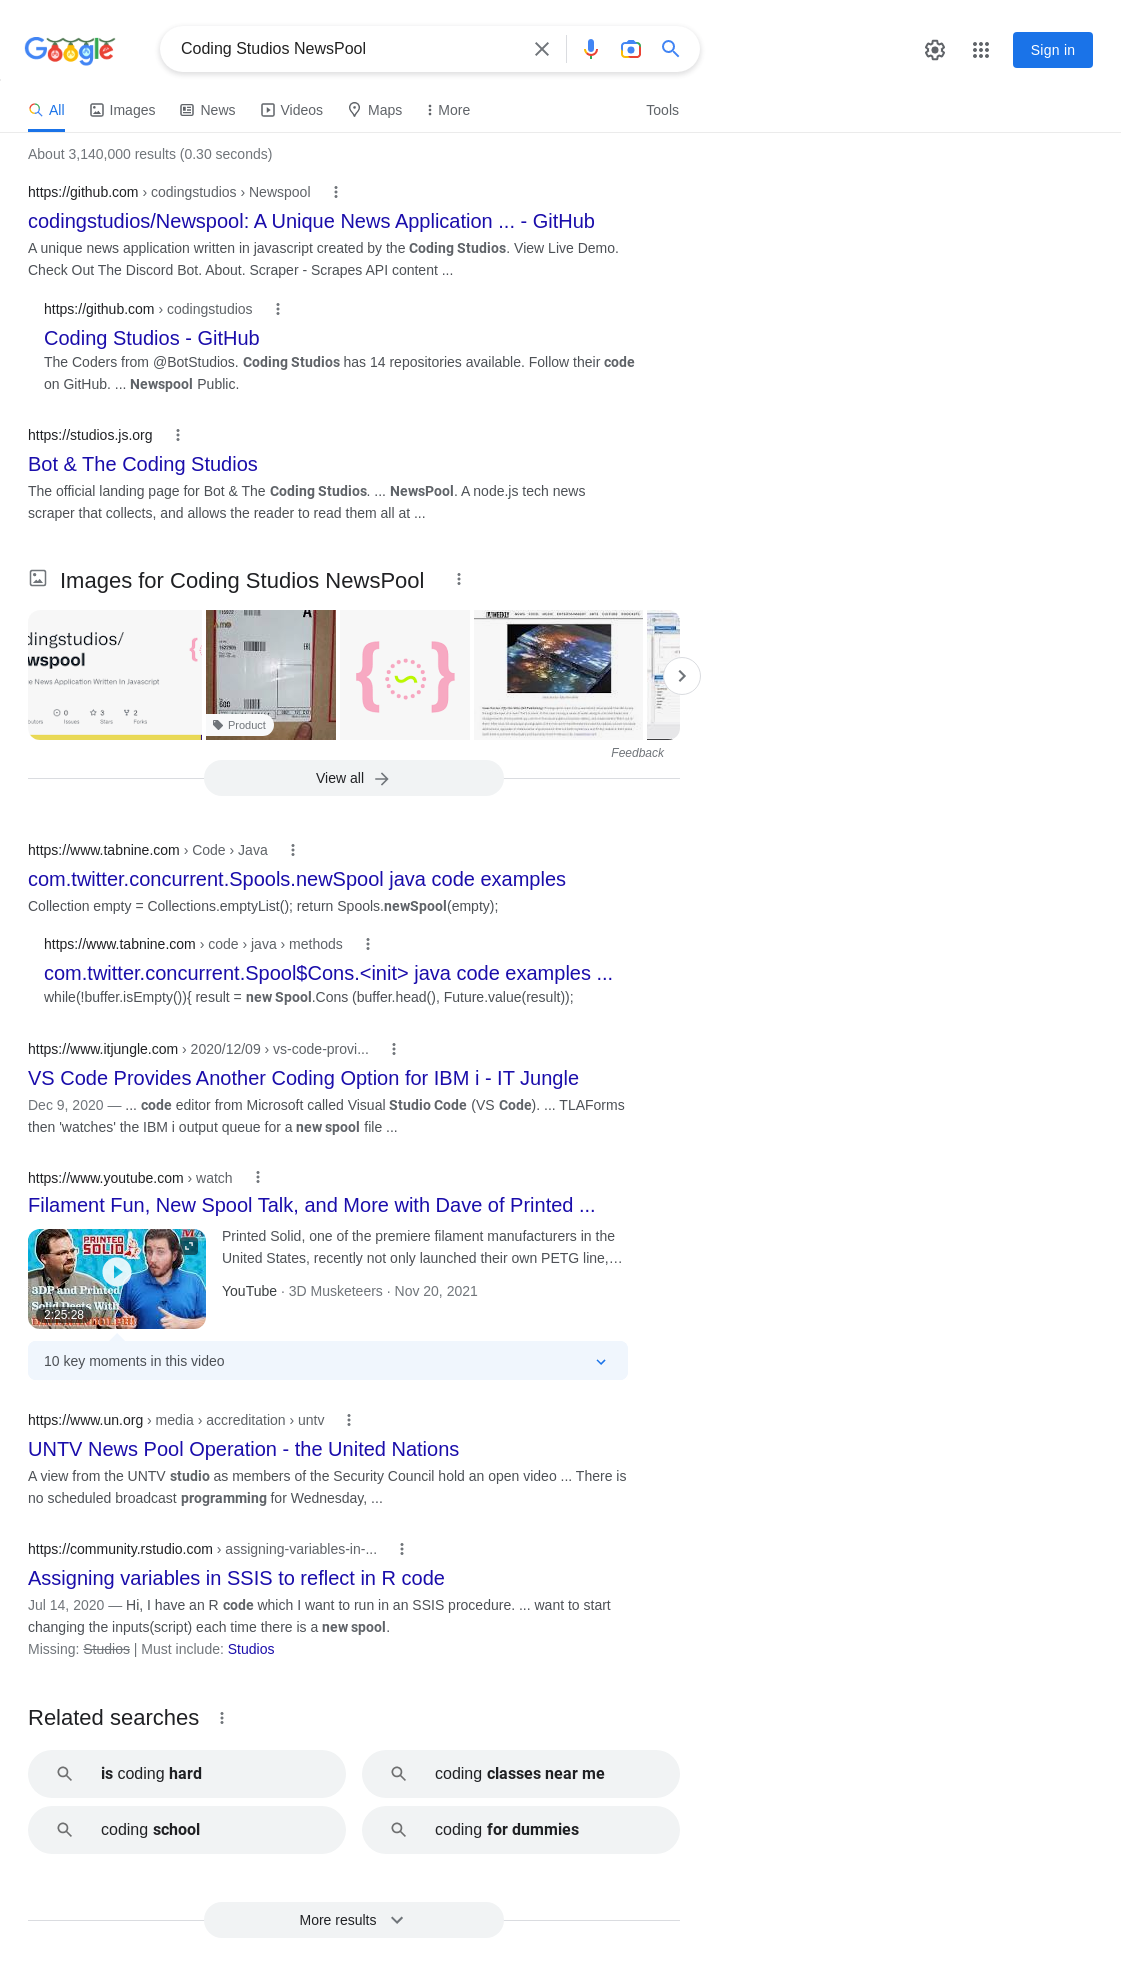 Google
Coding Studios NewsPool
Sign in
All
Images
News
Videos
Maps
More
Tools
About 3,140,000 results (0.30 seconds)
https://github.com › codingstudios › Newspool
codingstudios/Newspool: A Unique News Application ... - GitHub
A unique news application written in javascript created by the Coding Studios. View Live Demo.
Check Out The Discord Bot. About. Scraper - Scrapes API content ...
https://github.com › codingstudios
Coding Studios - GitHub
The Coders from @BotStudios. Coding Studios has 14 repositories available. Follow their code
on GitHub. ... Newspool Public.
https://studios.js.org
Bot & The Coding Studios
The official landing page for Bot & The Coding Studios. ... NewsPool. A node.js tech news
scraper that collects, and allows the reader to read them all at ...
Images for Coding Studios NewsPool
dingstudios/
wspool
e News Application Written In Javascript
0
Issues
3
Stars
2
Forks
Product
Feedback
View all
https://www.tabnine.com › Code › Java
com.twitter.concurrent.Spools.newSpool java code examples
Collection empty = Collections.emptyList(); return Spools.newSpool(empty);
https://www.tabnine.com › code › java › methods
com.twitter.concurrent.Spool$Cons.<init> java code examples ...
while(!buffer.isEmpty()){ result = new Spool.Cons (buffer.head(), Future.value(result));
https://www.itjungle.com › 2020/12/09 › vs-code-provi...
VS Code Provides Another Coding Option for IBM i - IT Jungle
Dec 9, 2020 — ... code editor from Microsoft called Visual Studio Code (VS Code). ... TLAForms
then 'watches' the IBM i output queue for a new spool file ...
https://www.youtube.com › watch
Filament Fun, New Spool Talk, and More with Dave of Printed ...
PRINTED
SOLID
3DP and Printed
Solid Deets With
2:25:28
Printed Solid, one of the premiere filament manufacturers in the
United States, recently not only launched their own PETG line,…
YouTube · 3D Musketeers · Nov 20, 2021
10 key moments in this video
https://www.un.org › media › accreditation › untv
UNTV News Pool Operation - the United Nations
A view from the UNTV studio as members of the Security Council hold an open video ... There is
no scheduled broadcast programming for Wednesday, ...
https://community.rstudio.com › assigning-variables-in-...
Assigning variables in SSIS to reflect in R code
Jul 14, 2020 — Hi, I have an R code which I want to run in an SSIS procedure. ... want to start
changing the inputs(script) each time there is a new spool.
Missing: Studios | Must include: Studios
Related searches
is coding hard
coding classes near me
coding school
coding for dummies
More results